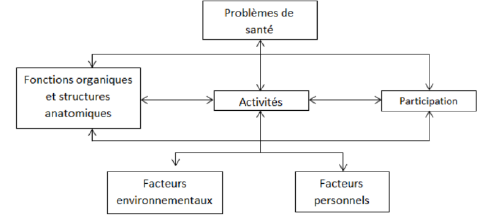 Problèmes de
santé
Fonctions organiques
et structures
anatomiques
Activités
Participation
Facteurs
environnementaux
Facteurs
personnels